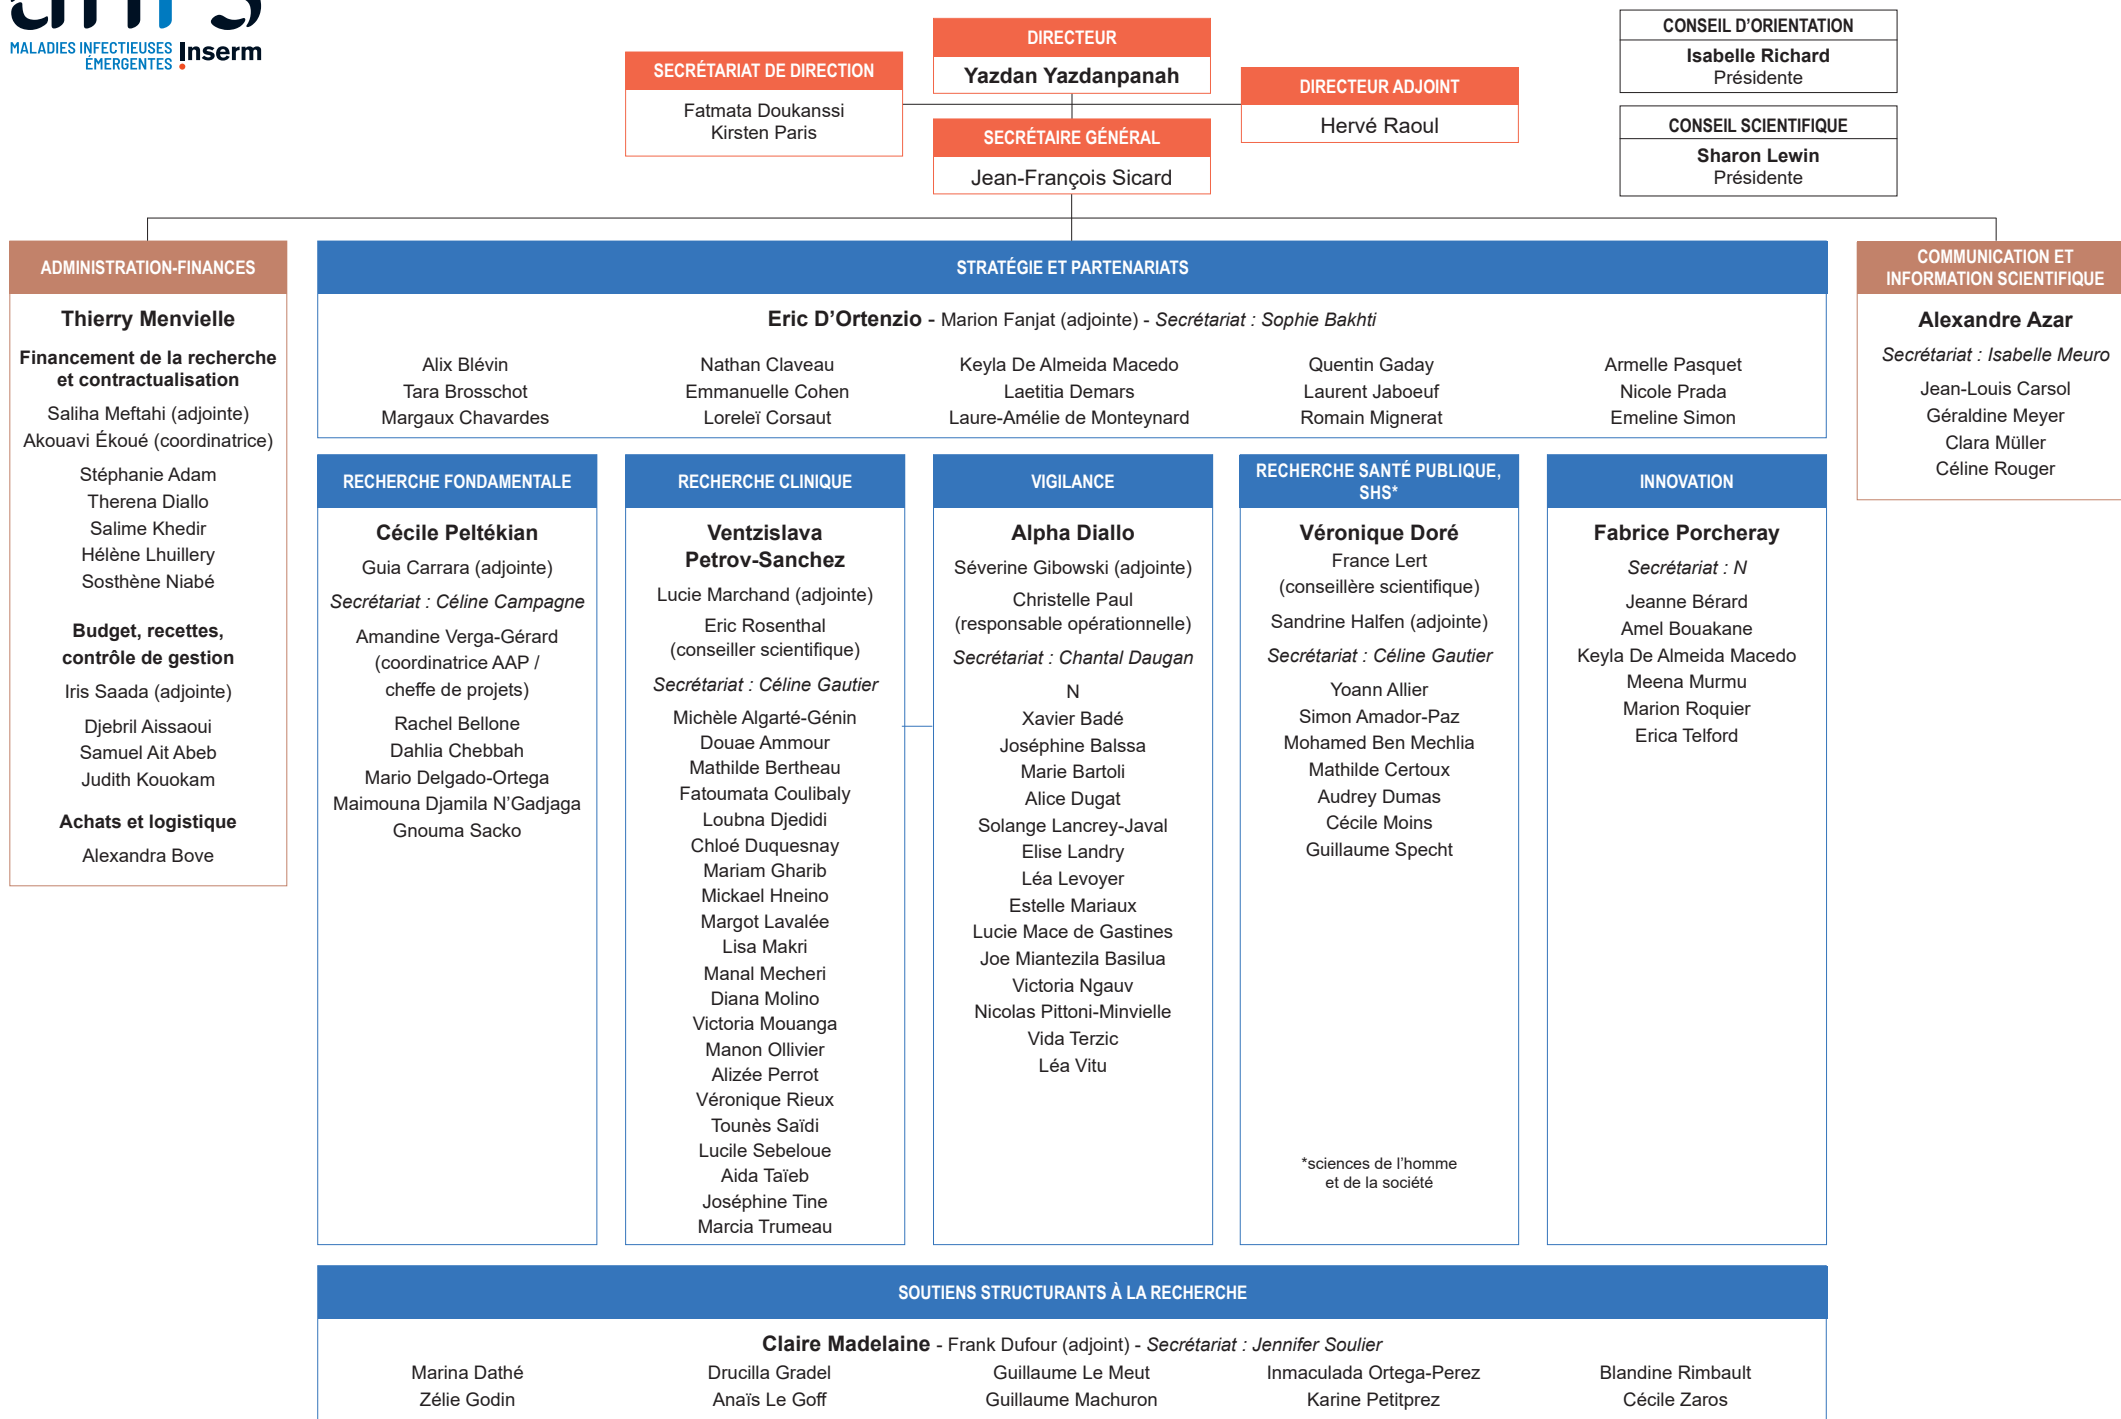 anrs
MALADIES INFECTIEUSES
ÉMERGENTES
Inserm
DIRECTEUR
Yazdan Yazdanpanah
SECRÉTARIAT DE DIRECTION
Fatmata Doukanssi
Kirsten Paris
DIRECTEUR ADJOINT
Hervé Raoul
SECRÉTAIRE GÉNÉRAL
Jean-François Sicard
CONSEIL D'ORIENTATION
Isabelle Richard
Présidente
CONSEIL SCIENTIFIQUE
Sharon Lewin
Présidente
ADMINISTRATION-FINANCES
Thierry Menvielle
Financement de la recherche
et contractualisation
Saliha Meftahi (adjointe)
Akouavi Ékoué (coordinatrice)
Stéphanie Adam
Therena Diallo
Salime Khedir
Hélène Lhuillery
Sosthène Niabé
Budget, recettes,
contrôle de gestion
Iris Saada (adjointe)
Djebril Aissaoui
Samuel Ait Abeb
Judith Kouokam
Achats et logistique
Alexandra Bove
STRATÉGIE ET PARTENARIATS
Eric D'Ortenzio - Marion Fanjat (adjointe) - Secrétariat : Sophie Bakhti
Alix Blévin
Tara Brosschot
Margaux Chavardes
Nathan Claveau
Emmanuelle Cohen
Loreleï Corsaut
Keyla De Almeida Macedo
Laetitia Demars
Laure-Amélie de Monteynard
Quentin Gaday
Laurent Jaboeuf
Romain Mignerat
Armelle Pasquet
Nicole Prada
Emeline Simon
COMMUNICATION ET
INFORMATION SCIENTIFIQUE
Alexandre Azar
Secrétariat : Isabelle Meuro
Jean-Louis Carsol
Géraldine Meyer
Clara Müller
Céline Rouger
RECHERCHE FONDAMENTALE
Cécile Peltékian
Guia Carrara (adjointe)
Secrétariat : Céline Campagne
Amandine Verga-Gérard
(coordinatrice AAP /
cheffe de projets)
Rachel Bellone
Dahlia Chebbah
Mario Delgado-Ortega
Maimouna Djamila N'Gadjaga
Gnouma Sacko
RECHERCHE CLINIQUE
Ventzislava
Petrov-Sanchez
Lucie Marchand (adjointe)
Eric Rosenthal
(conseiller scientifique)
Secrétariat : Céline Gautier
Michèle Algarté-Génin
Douae Ammour
Mathilde Bertheau
Fatoumata Coulibaly
Loubna Djedidi
Chloé Duquesnay
Mariam Gharib
Mickael Hneino
Margot Lavalée
Lisa Makri
Manal Mecheri
Diana Molino
Victoria Mouanga
Manon Ollivier
Alizée Perrot
Véronique Rieux
Tounès Saïdi
Lucile Sebeloue
Aida Taïeb
Joséphine Tine
Marcia Trumeau
VIGILANCE
Alpha Diallo
Séverine Gibowski (adjointe)
Christelle Paul
(responsable opérationnelle)
Secrétariat : Chantal Daugan
N
Xavier Badé
Joséphine Balssa
Marie Bartoli
Alice Dugat
Solange Lancrey-Javal
Elise Landry
Léa Levoyer
Estelle Mariaux
Lucie Mace de Gastines
Joe Miantezila Basilua
Victoria Ngauv
Nicolas Pittoni-Minvielle
Vida Terzic
Léa Vitu
RECHERCHE SANTÉ PUBLIQUE,
SHS*
Véronique Doré
France Lert
(conseillère scientifique)
Sandrine Halfen (adjointe)
Secrétariat : Céline Gautier
Yoann Allier
Simon Amador-Paz
Mohamed Ben Mechlia
Mathilde Certoux
Audrey Dumas
Cécile Moins
Guillaume Specht
*sciences de l'homme
et de la société
INNOVATION
Fabrice Porcheray
Secrétariat : N
Jeanne Bérard
Amel Bouakane
Keyla De Almeida Macedo
Meena Murmu
Marion Roquier
Erica Telford
SOUTIENS STRUCTURANTS À LA RECHERCHE
Claire Madelaine - Frank Dufour (adjoint) - Secrétariat : Jennifer Soulier
Marina Dathé
Zélie Godin
Drucilla Gradel
Anaïs Le Goff
Guillaume Le Meut
Guillaume Machuron
Inmaculada Ortega-Perez
Karine Petitprez
Blandine Rimbault
Cécile Zaros